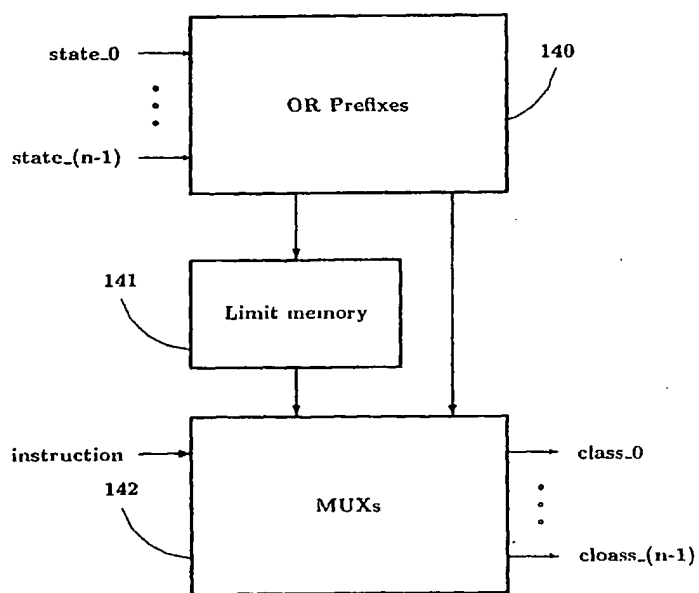 state_0
140
OR Prefixes
state_(n-1)
141
Limit memory
instruction
class_0
142
MUXs
cloass_(n-1)